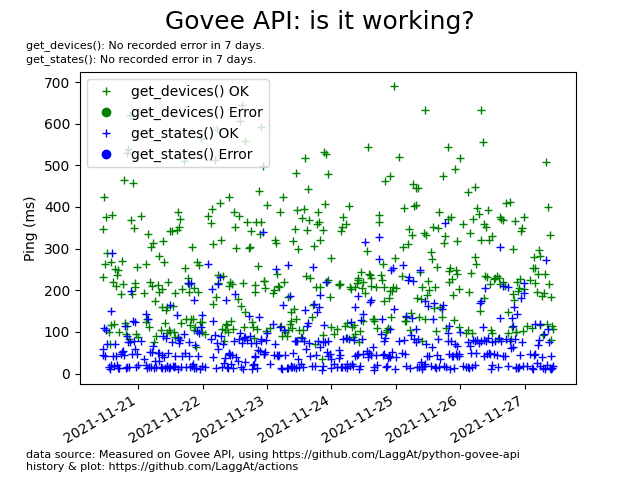 Govee API: is it working?
get_devices(): No recorded error in 7 days.
get_states(): No recorded error in 7 days.
get_devices() OK
get_devices() Error
get_states() OK
get_states() Error
Ping (ms)
700
600
500
400
300
200
100
0
2021-11-21
2021-11-22
2021-11-23
2021-11-24
2021-11-25
2021-11-26
2021-11-27
data source: Measured on Govee API, using https://github.com/LaggAt/python-govee-api
history & plot: https://github.com/LaggAt/actions